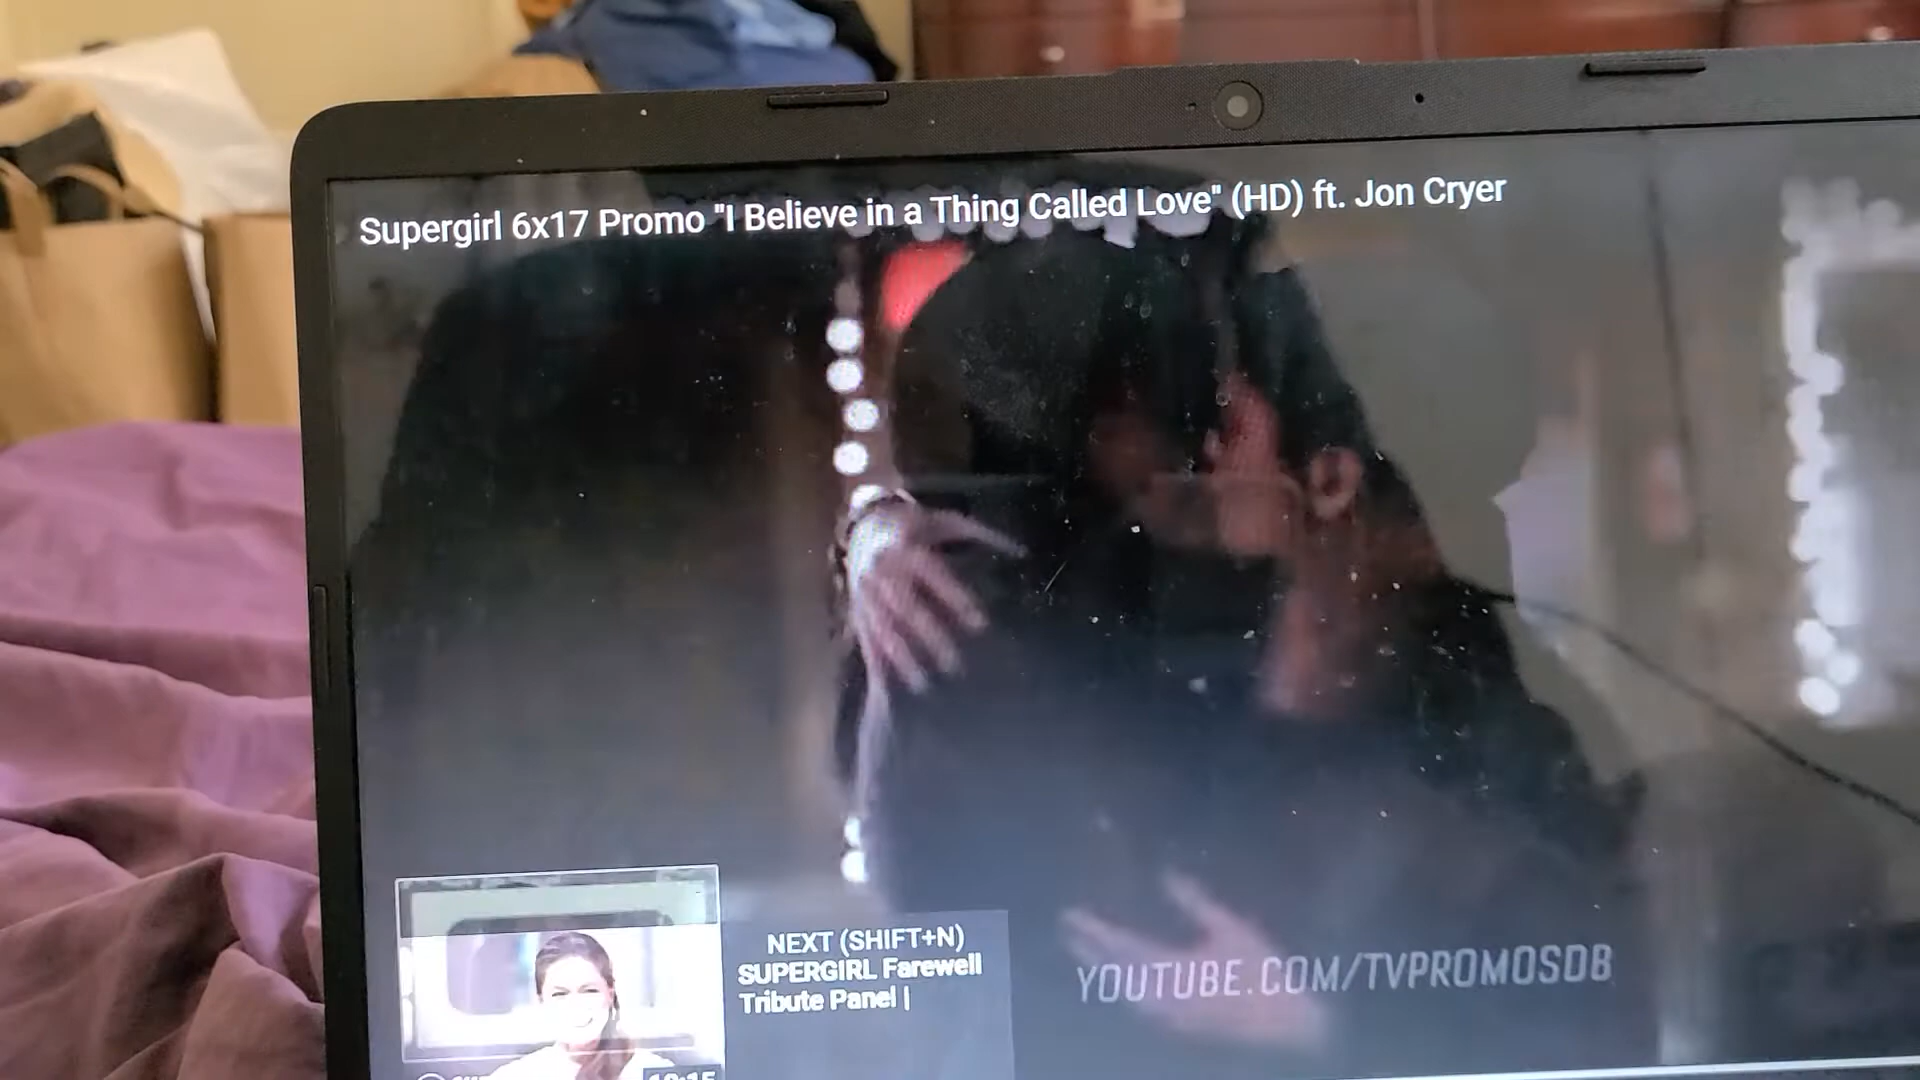 Supergirl 6x17 Promo "I Believe in a Thing Called Love" (HD) ft. Jon Cryer
NEXT (SHIFT+N)
SUPERGIRL Farewell
Tribute Panel |
YOUTUBE.COM/TVPROMOSDB